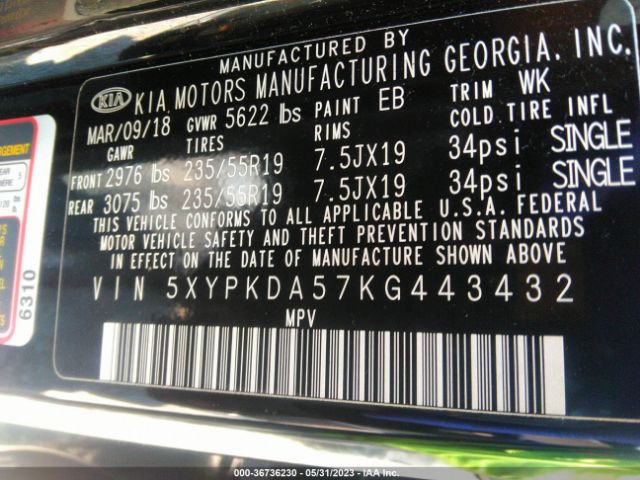 MANUFACTURED BY
KIA KIA MOTORS MANUFACTURING GEORGIA. INC.
MAR/09/18 GVWR 5622 lbs PAINT EB TRIM WK
GAWR TIRES RIMS COLD TIRE INFL
FRONT 2976 lbs 235/55R19 7.5JX19 34psi SINGLE
REAR 3075 lbs 235/55R19 7.5JX19 34psi SINGLE
THIS VEHICLE CONFORMS TO ALL APPLICABLE U.S.A. FEDERAL
MOTOR VEHICLE SAFETY AND THEFT PREVENTION STANDARDS
IN EFFECT ON THE DATE OF MANUFACTURE SHOWN ABOVE
VIN 5XYPKDA57KG443432
MPV
6310
000-36736230 - 05/31/2023 - IAA Inc.